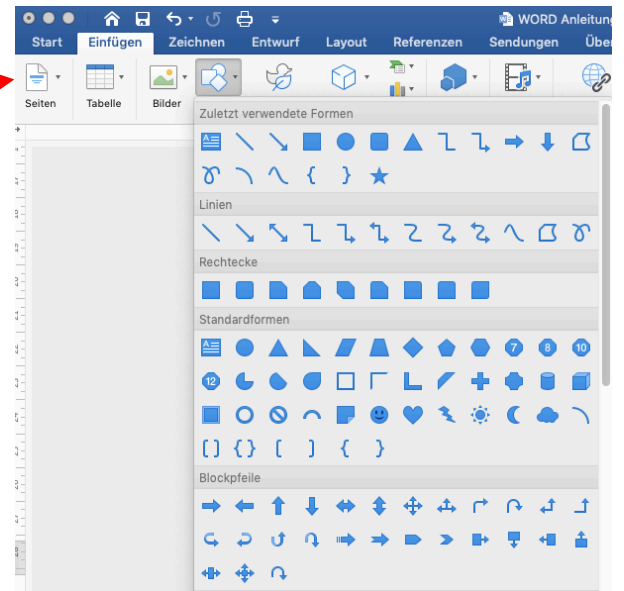 WORD Anleitung
Start Einfügen Zeichnen Entwurf Layout Referenzen Sendungen Über
Seiten Tabelle Bilder
Zuletzt verwendete Formen
Linien
Rechtecke
Standardformen
7 8 10
12
Blockpfeile